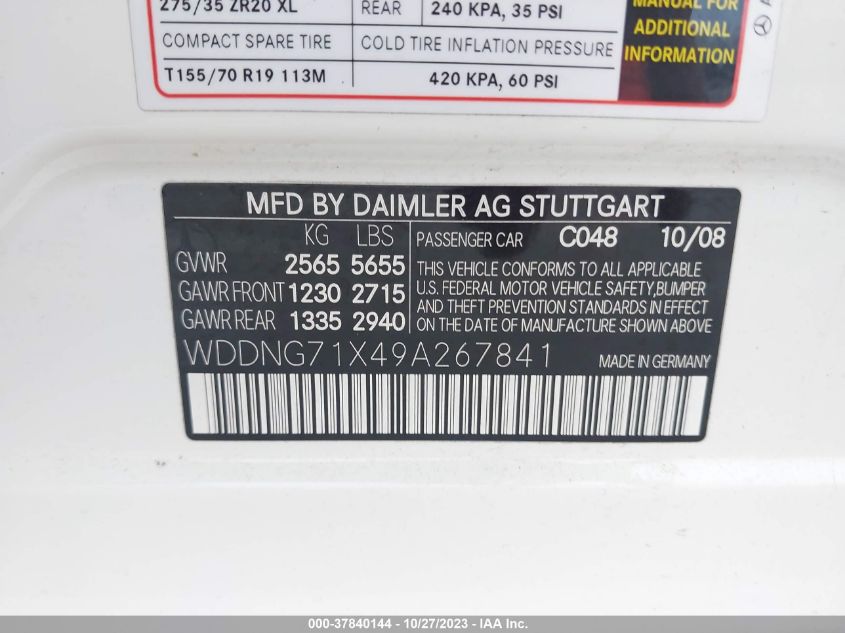 275/35 ZR20 XL REAR 240 KPA, 35 PSI
COMPACT SPARE TIRE COLD TIRE INFLATION PRESSURE
T155/70 R19 113M 420 KPA, 60 PSI
MANUAL FOR
ADDITIONAL
INFORMATION
MFD BY DAIMLER AG STUTTGART
KG LBS
GVWR 2565 5655
GAWR FRONT 1230 2715
GAWR REAR 1335 2940
PASSENGER CAR C048 10/08
THIS VEHICLE CONFORMS TO ALL APPLICABLE
U.S. FEDERAL MOTOR VEHICLE SAFETY,BUMPER
AND THEFT PREVENTION STANDARDS IN EFFECT
ON THE DATE OF MANUFACTURE SHOWN ABOVE
WDDNG71X49A267841 MADE IN GERMANY
000-37840144 - 10/27/2023 - IAA Inc.